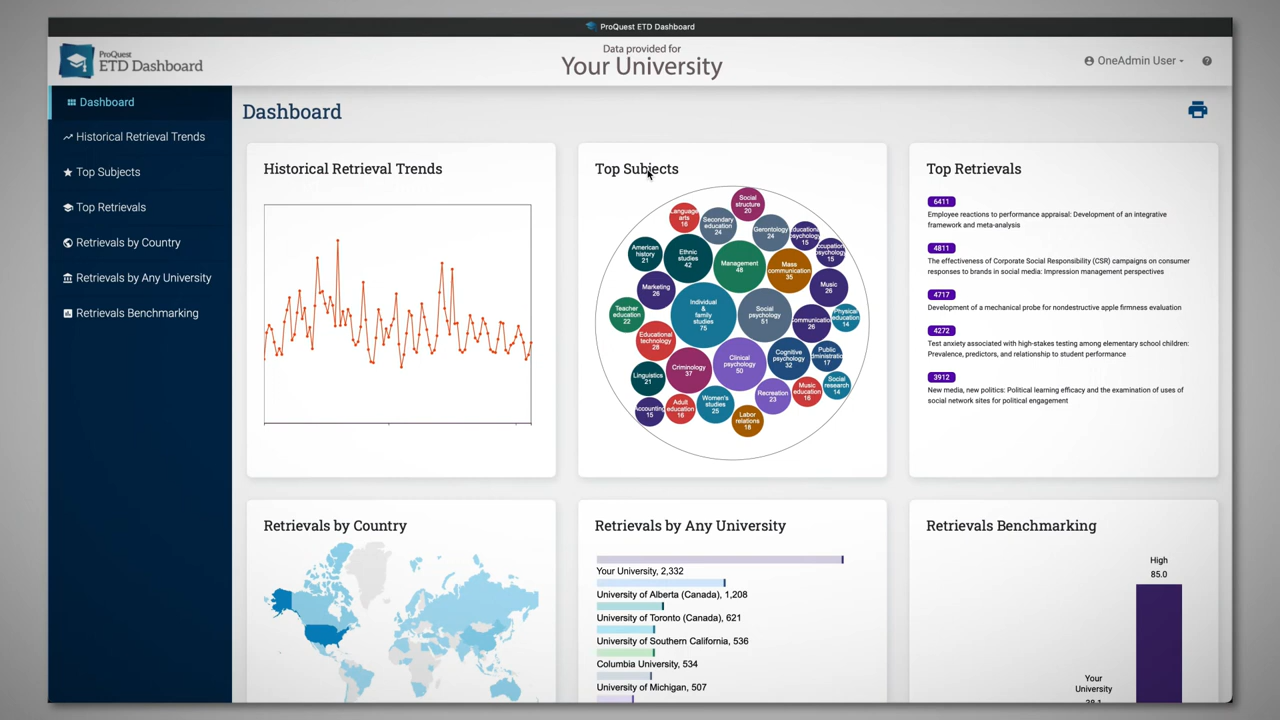 ProQuest ETD Dashboard
ProQuest
ETD Dashboard
Data provided for
Your University
OneAdmin User
Dashboard
Historical Retrieval Trends
Top Subjects
Top Retrievals
Retrievals by Country
Retrievals by Any University
Retrievals Benchmarking
Dashboard
Historical Retrieval Trends
Top Subjects
Social
structure
20
Language
arts
16
Secondary
education
24
Gerontology
24
psychology
15
psychology
15
American
history
21
Ethnic
studies
42
Management
48
Mass
communication
35
Marketing
26
Music
26
Teacher
education
22
Individual
&
family
studies
75
Social
psychology
51
26
Physical
education
14
Educational
technology
28
Cognitive
psychology
32
Public
17
Criminology
37
Clinical
psychology
50
Linguistics
21
Social
research
14
Music
education
16
Recreation
23
Women's
studies
25
Adult
education
16
Accounting
15
Labor
relations
18
Top Retrievals
6411
Employee reactions to performance appraisal: Development of an integrative
framework and meta-analysis
4811
The effectiveness of Corporate Social Responsibility (CSR) campaigns on consumer
responses to brands in social media: Impression management perspectives
4717
Development of a mechanical probe for nondestructive apple firmness evaluation
4272
Test anxiety associated with high-stakes testing among elementary school children:
Prevalence, predictors, and relationship to student performance
3912
New media, new politics: Political learning efficacy and the examination of uses of
social network sites for political engagement
Retrievals by Country
Retrievals by Any University
Your University, 2,332
University of Alberta (Canada), 1,208
University of Toronto (Canada), 621
University of Southern California, 536
Columbia University, 534
University of Michigan, 507
Retrievals Benchmarking
High
85.0
Your
University